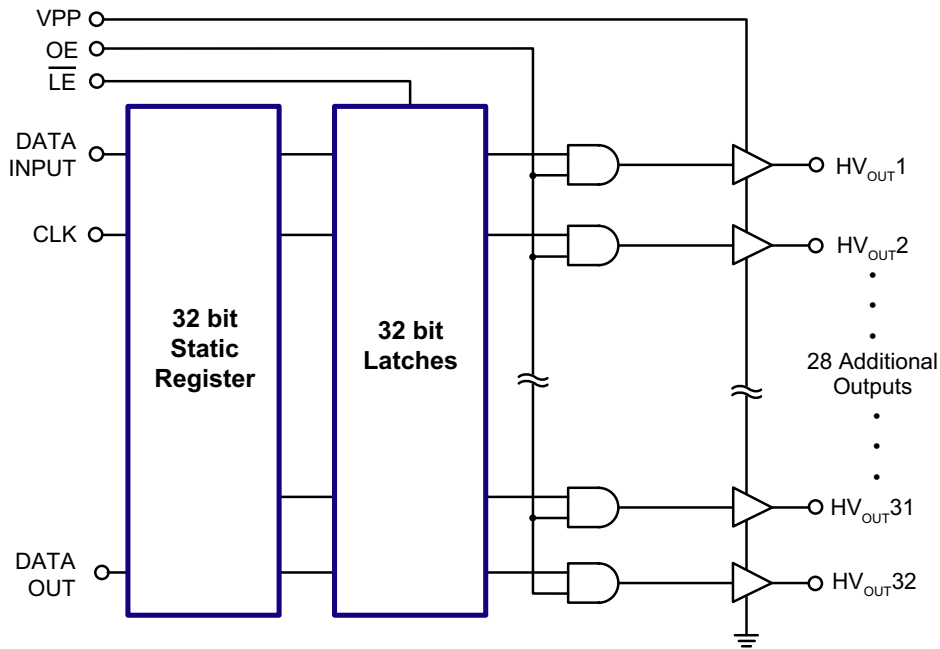 VPP
OE
L̅E̅
DATA
INPUT
CLK
DATA
OUT
32 bit
Static
Register
32 bit
Latches
HVOUT1
HVOUT2
28 Additional
Outputs
HVOUT31
HVOUT32